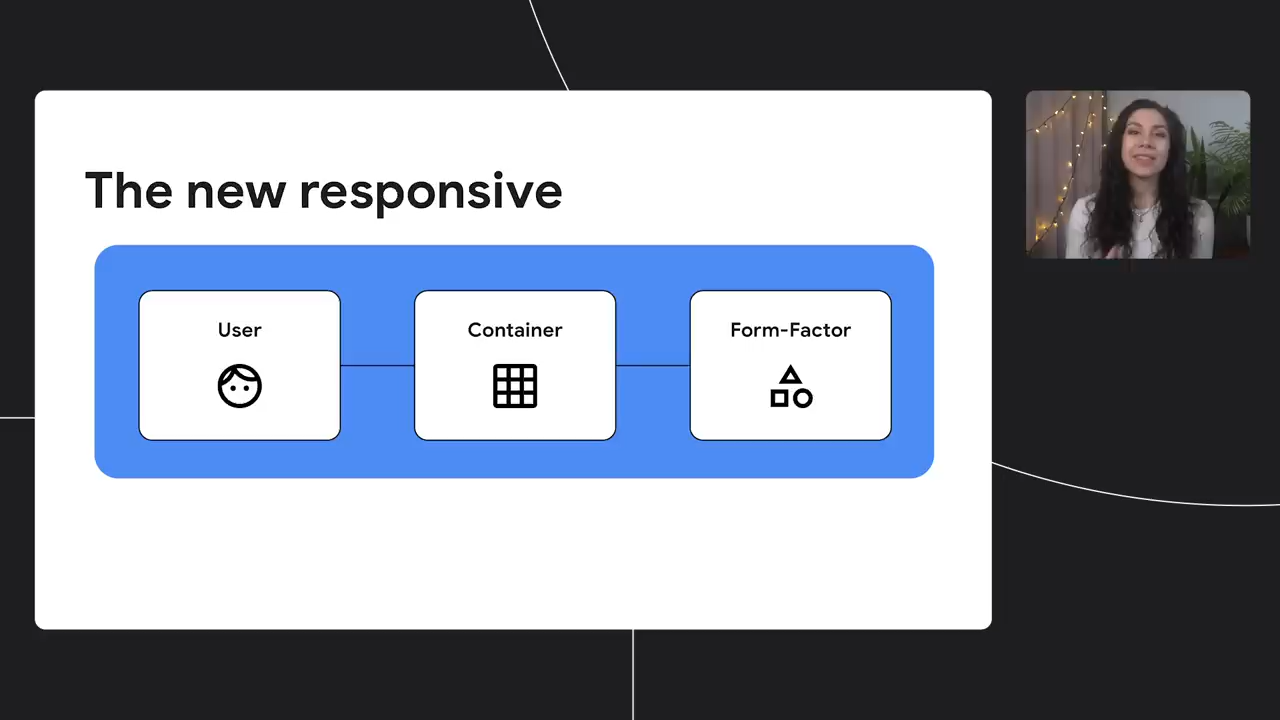 The new responsive
User
Container
Form-Factor